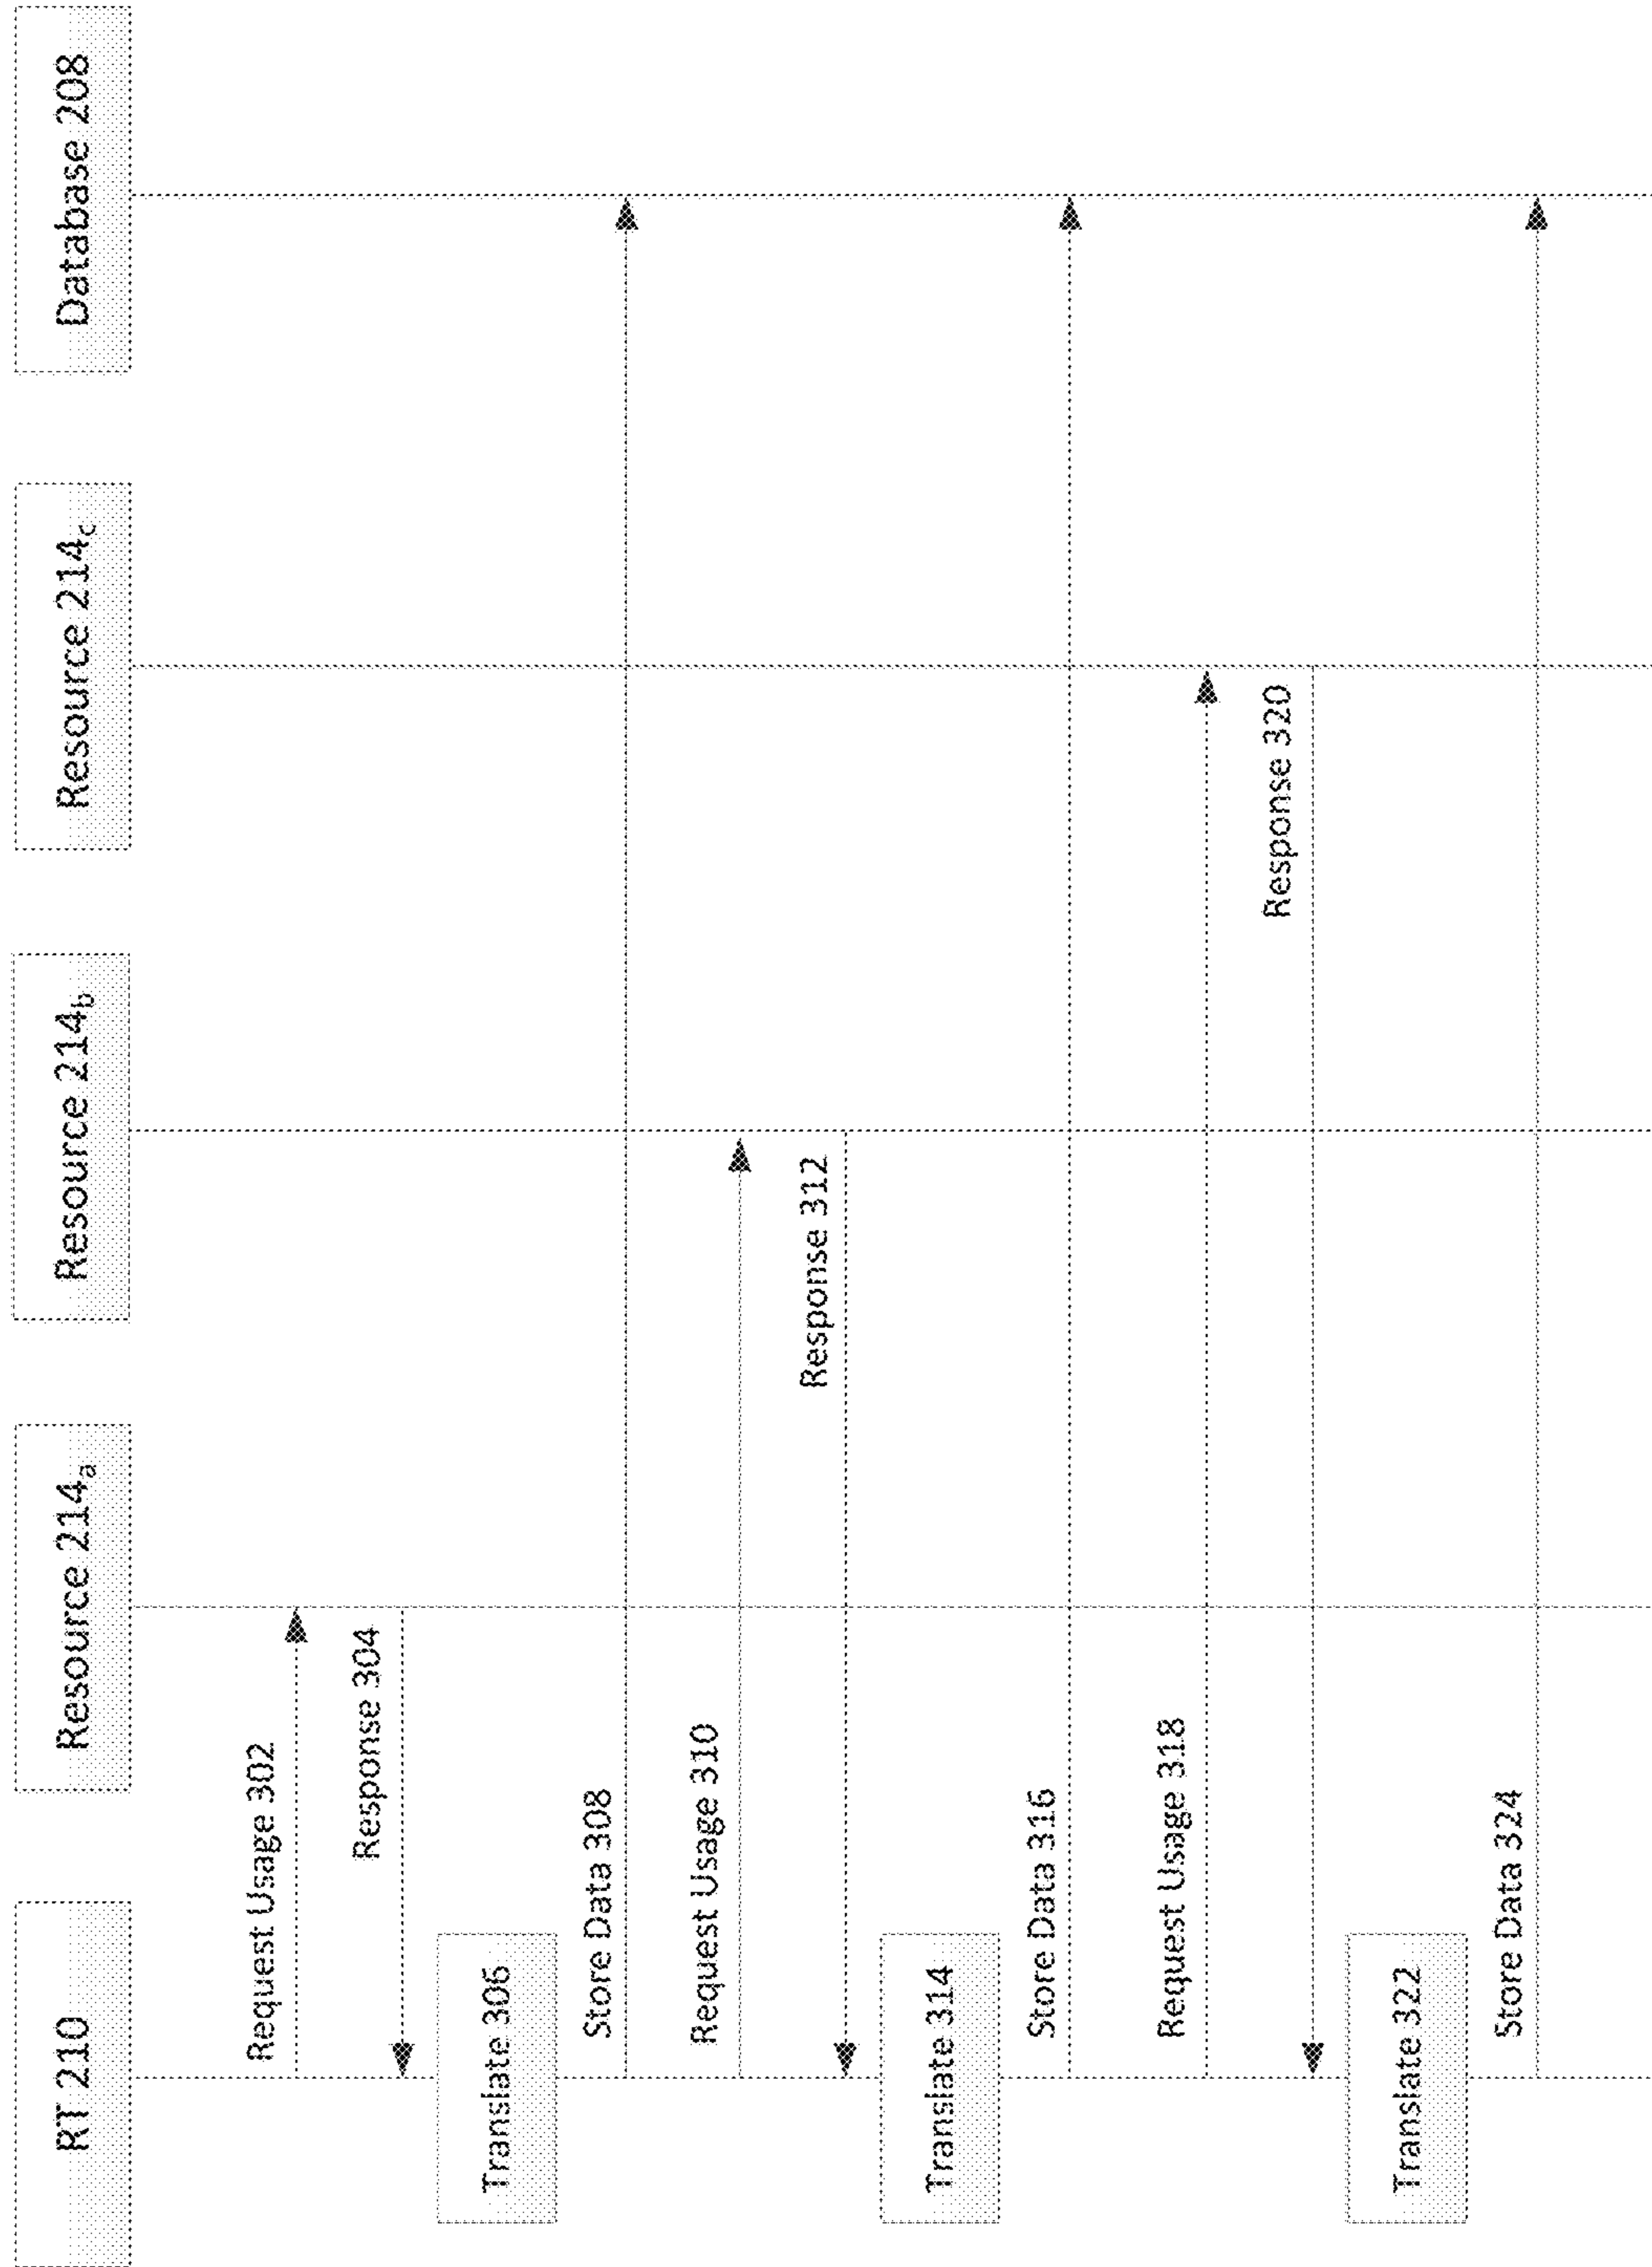 RT 210
Resource 214a
Resource 214b
Resource 214c
Database 208
Request Usage 302
Response 304
Translate 306
Store Data 308
Request Usage 310
Response 312
Translate 314
Store Data 316
Request Usage 318
Response 320
Translate 322
Store Data 324